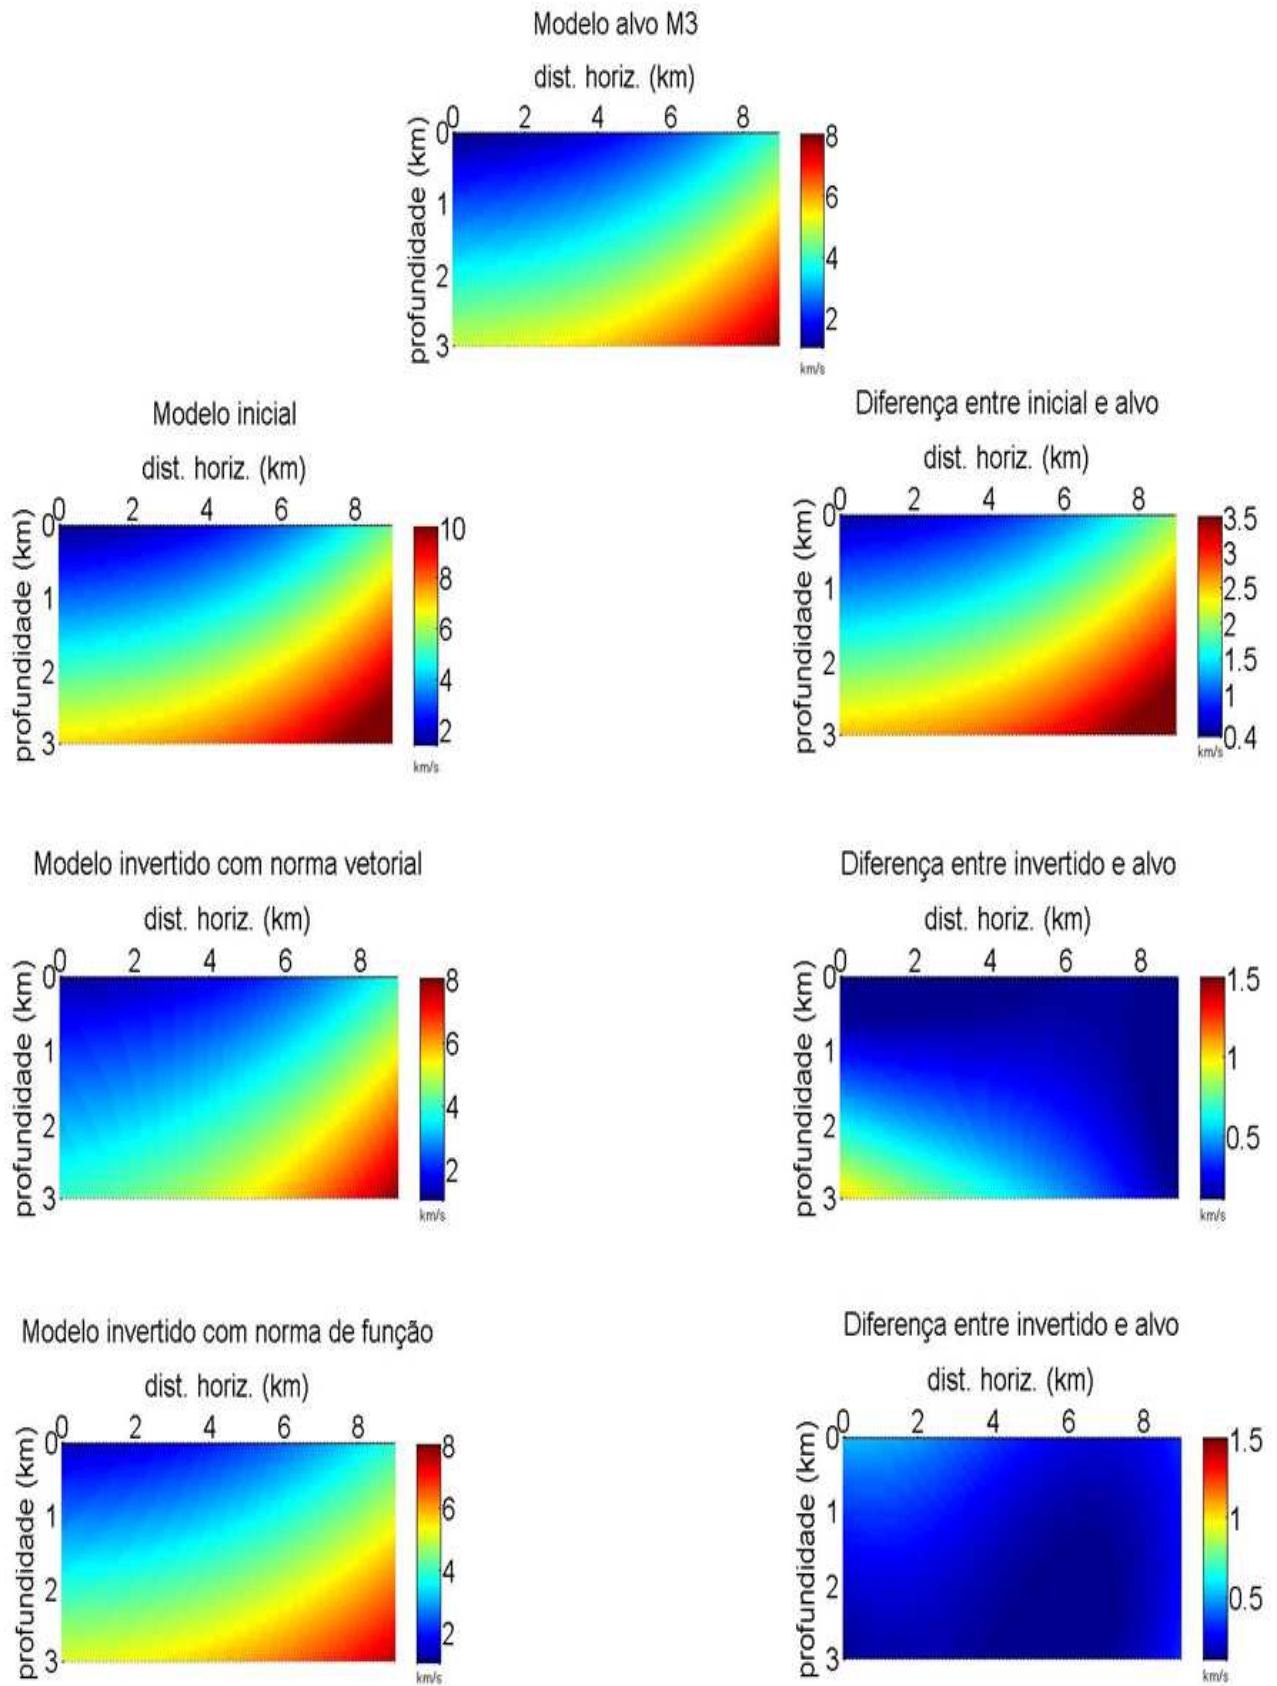 Modelo alvo M3
dist. horiz. (km)
0 2 4 6 8
profundidade (km)
0
1
2
3
8
6
4
2
km/s
Modelo inicial
dist. horiz. (km)
0 2 4 6 8
profundidade (km)
0
1
2
3
10
8
6
4
2
km/s
Diferença entre inicial e alvo
dist. horiz. (km)
0 2 4 6 8
profundidade (km)
0
1
2
3
3.5
3
2.5
2
1.5
1
0.4
km/s
Modelo invertido com norma vetorial
dist. horiz. (km)
0 2 4 6 8
profundidade (km)
0
1
2
3
8
6
4
2
km/s
Diferença entre invertido e alvo
dist. horiz. (km)
0 2 4 6 8
profundidade (km)
0
1
2
3
1.5
1
0.5
km/s
Modelo invertido com norma de função
dist. horiz. (km)
0 2 4 6 8
profundidade (km)
0
1
2
3
8
6
4
2
km/s
Diferença entre invertido e alvo
dist. horiz. (km)
0 2 4 6 8
profundidade (km)
0
1
2
3
1.5
1
0.5
km/s